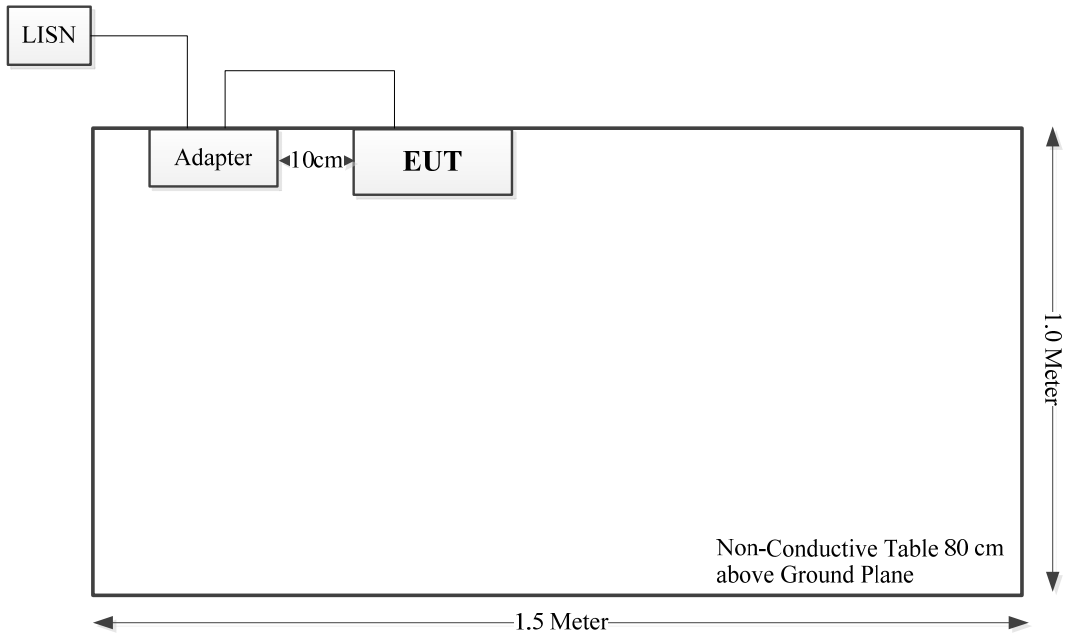 LISN
Adapter
10cm
EUT
1.0 Meter
Non-Conductive Table 80 cm
above Ground Plane
1.5 Meter